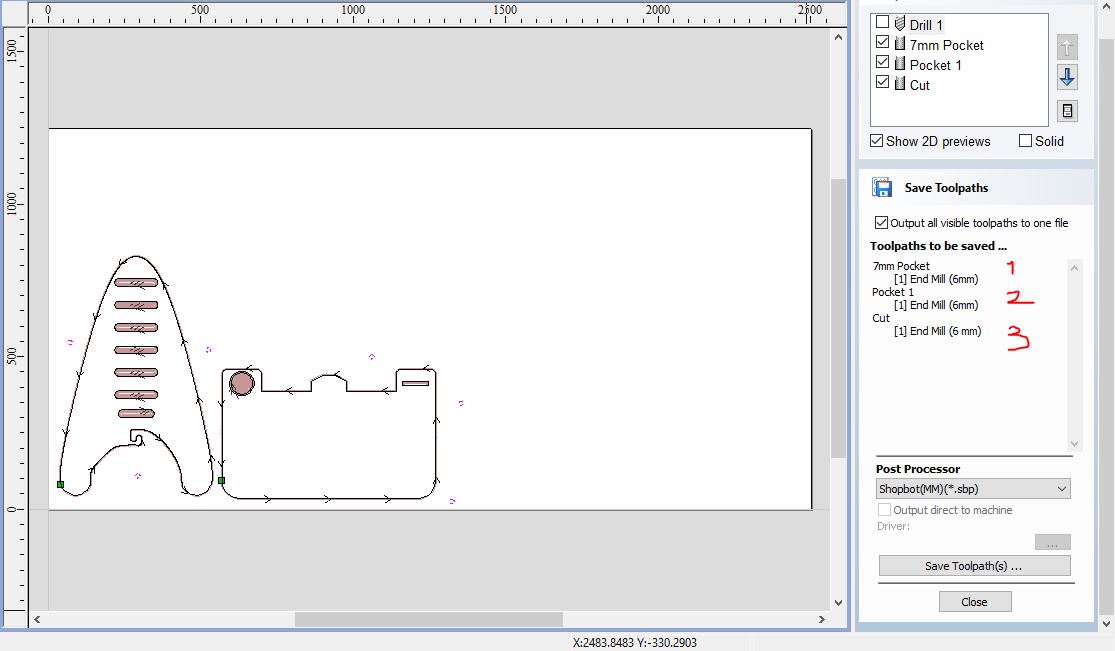 0 500 1000 1500 2000 2500
1500
1000
500
0
Drill 1
7mm Pocket
Pocket 1
Cut
Show 2D previews Solid
Save Toolpaths
Output all visible toolpaths to one file
Toolpaths to be saved ...
7mm Pocket 1
[1] End Mill (6mm)
Pocket 1 2
[1] End Mill (6mm)
Cut
[1] End Mill (6 mm) 3
Post Processor
Shopbot(MM)(*.sbp)
Output direct to machine
Driver:
...
Save Toolpath(s) ...
Close
X:2483.8483 Y:-330.2903